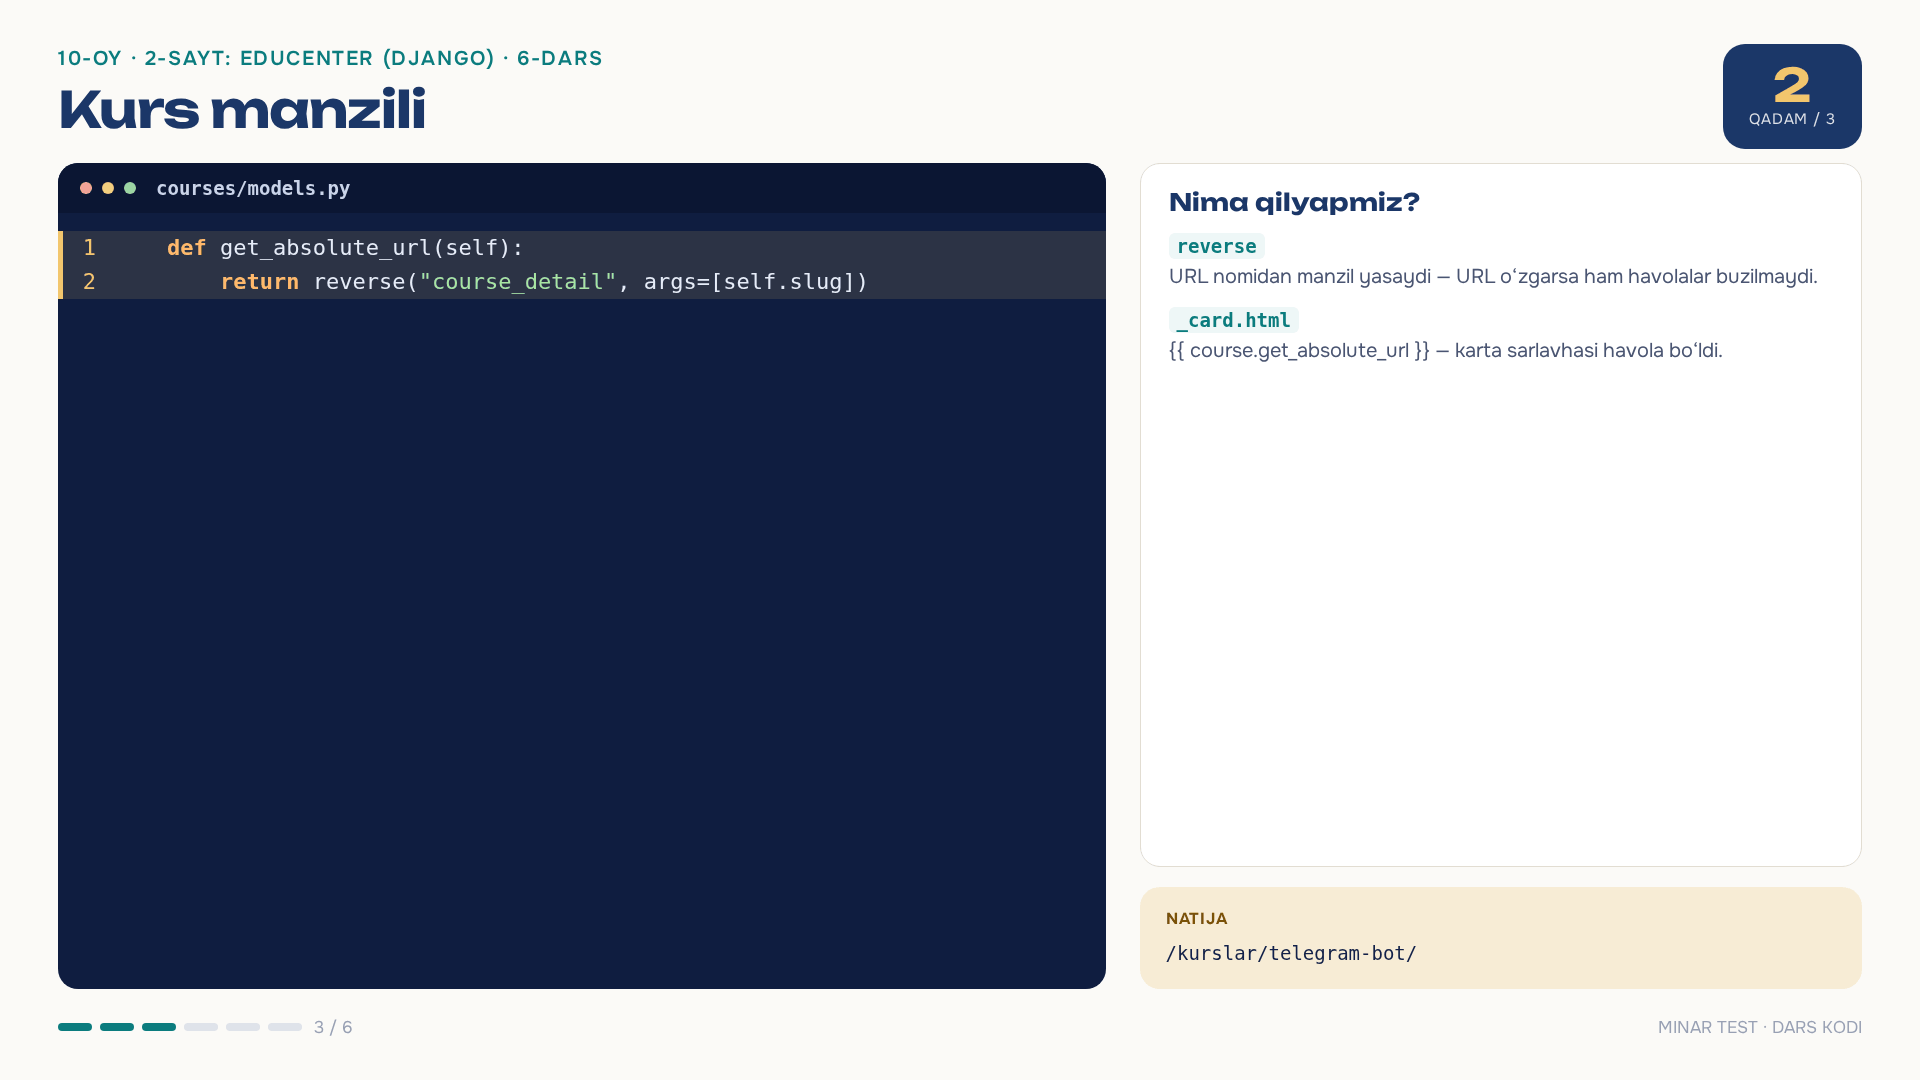 10-OY · 2-SAYT: EDUCENTER (DJANGO) · 6-DARS
Kurs manzili
2
QADAM / 3
courses/models.py
1    def get_absolute_url(self):
2        return reverse("course_detail", args=[self.slug])
Nima qilyapmiz?
reverse
URL nomidan manzil yasaydi — URL oʻzgarsa ham havolalar buzilmaydi.
_card.html
{{ course.get_absolute_url }} — karta sarlavhasi havola boʻldi.
NATIJA
/kurslar/telegram-bot/
3 / 6
MINAR TEST · DARS KODI